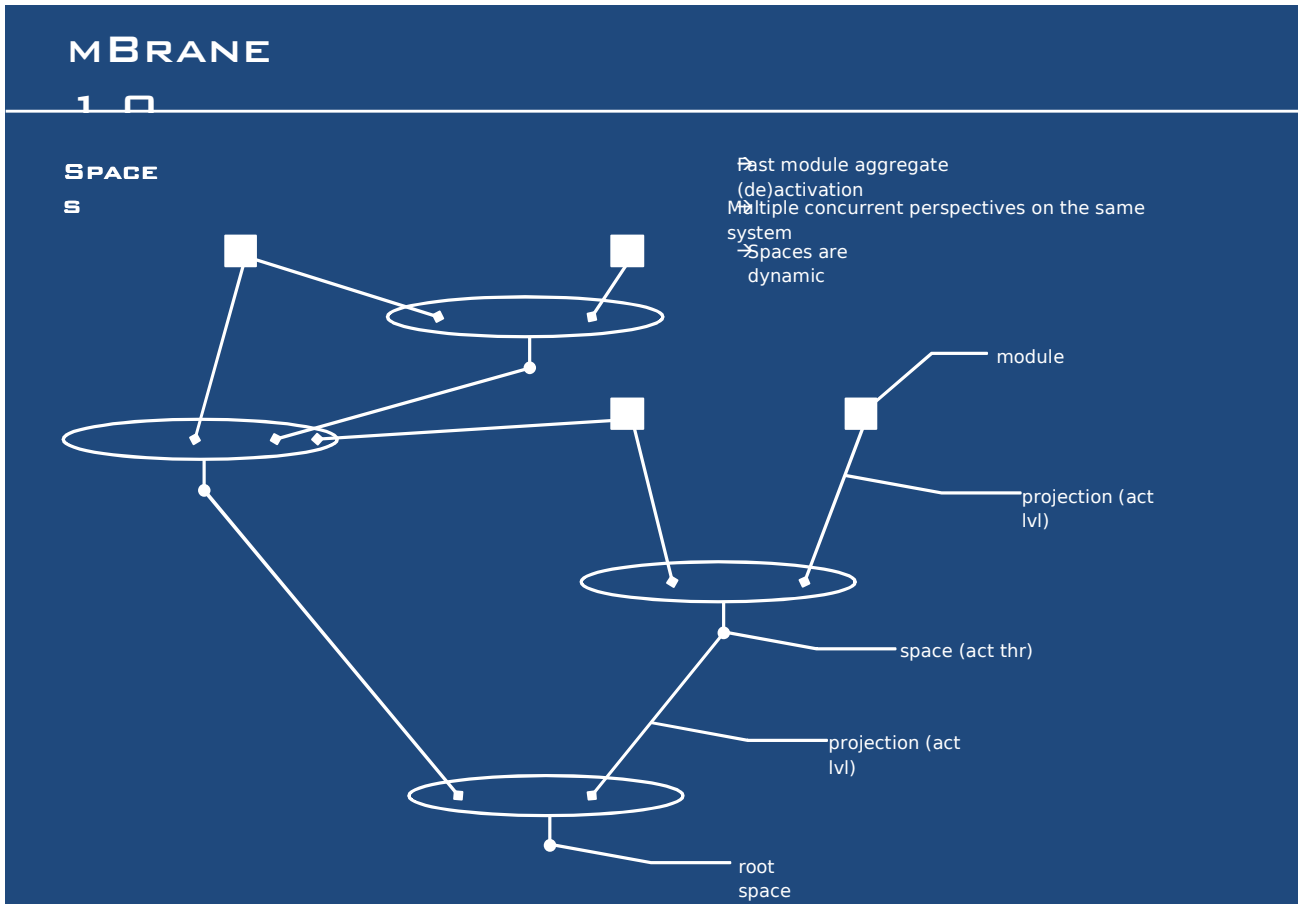 mBrane
1.0
Space
s
→Fast module aggregate
(de)activation
→Multiple concurrent perspectives on the same
system
→Spaces are
dynamic
module
projection (act
lvl)
space (act thr)
projection (act
lvl)
root
space